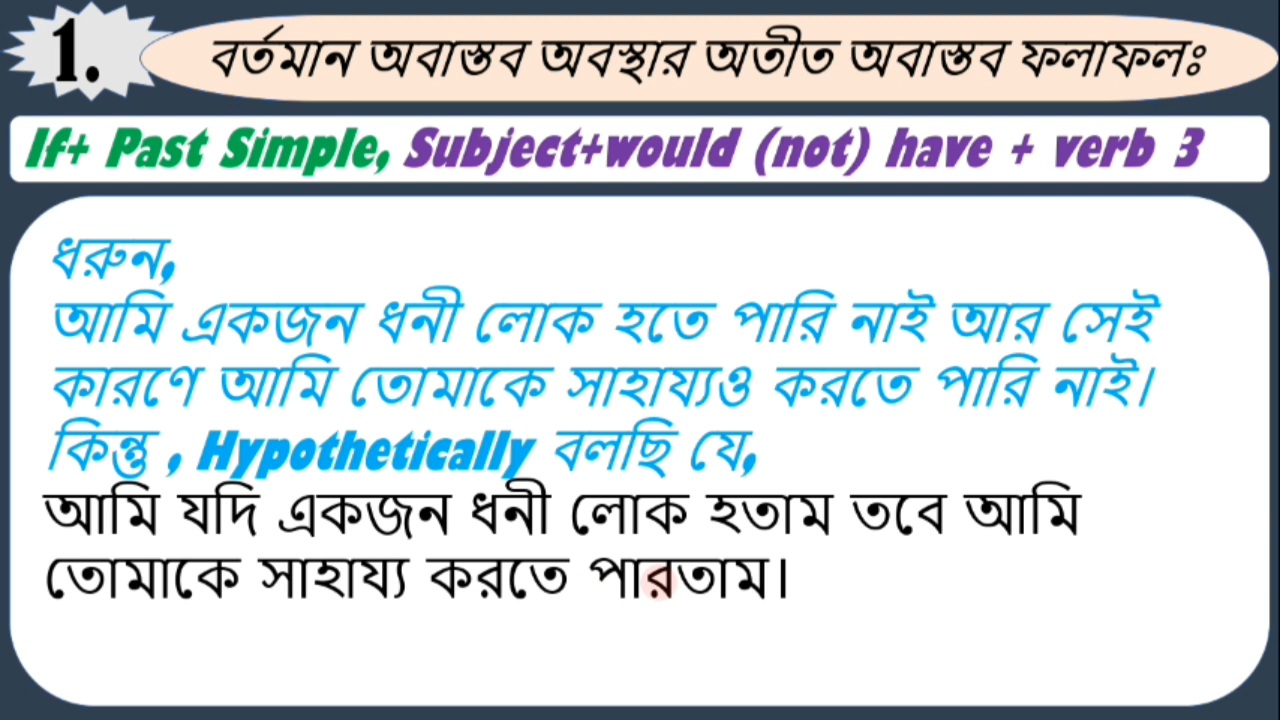 1.
বর্তমান অবাস্তব অবস্থার অতীত অবাস্তব ফলাফলঃ
If+ Past Simple, Subject+would (not) have + verb 3
ধরুন,
আমি একজন ধনী লোক হতে পারি নাই আর সেই
কারণে আমি তোমাকে সাহায্যও করতে পারি নাই।
কিন্তু , Hypothetically বলছি যে,
আমি যদি একজন ধনী লোক হতাম তবে আমি
তোমাকে সাহায্য করতে পারতাম।